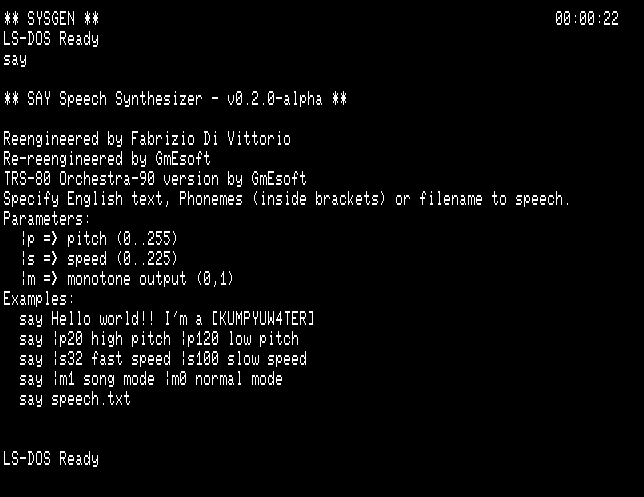 ** SYSGEN ** 00:00:22
LS-DOS Ready
say
** SAY Speech Synthesizer - v0.2.0-alpha **
Reengineered by Fabrizio Di Vittorio
Re-reengineered by GmEsoft
TRS-80 Orchestra-90 version by GmEsoft
Specify English text, Phonemes (inside brackets) or filename to speech.
Parameters:
  |p => pitch (0..255)
  |s => speed (0..225)
  |m => monotone output (0,1)
Examples:
  say Hello world!! I'm a [KUMPYUW4TER]
  say |p20 high pitch |p120 low pitch
  say |s32 fast speed |s100 slow speed
  say |m1 song mode |m0 normal mode
  say speech.txt
LS-DOS Ready